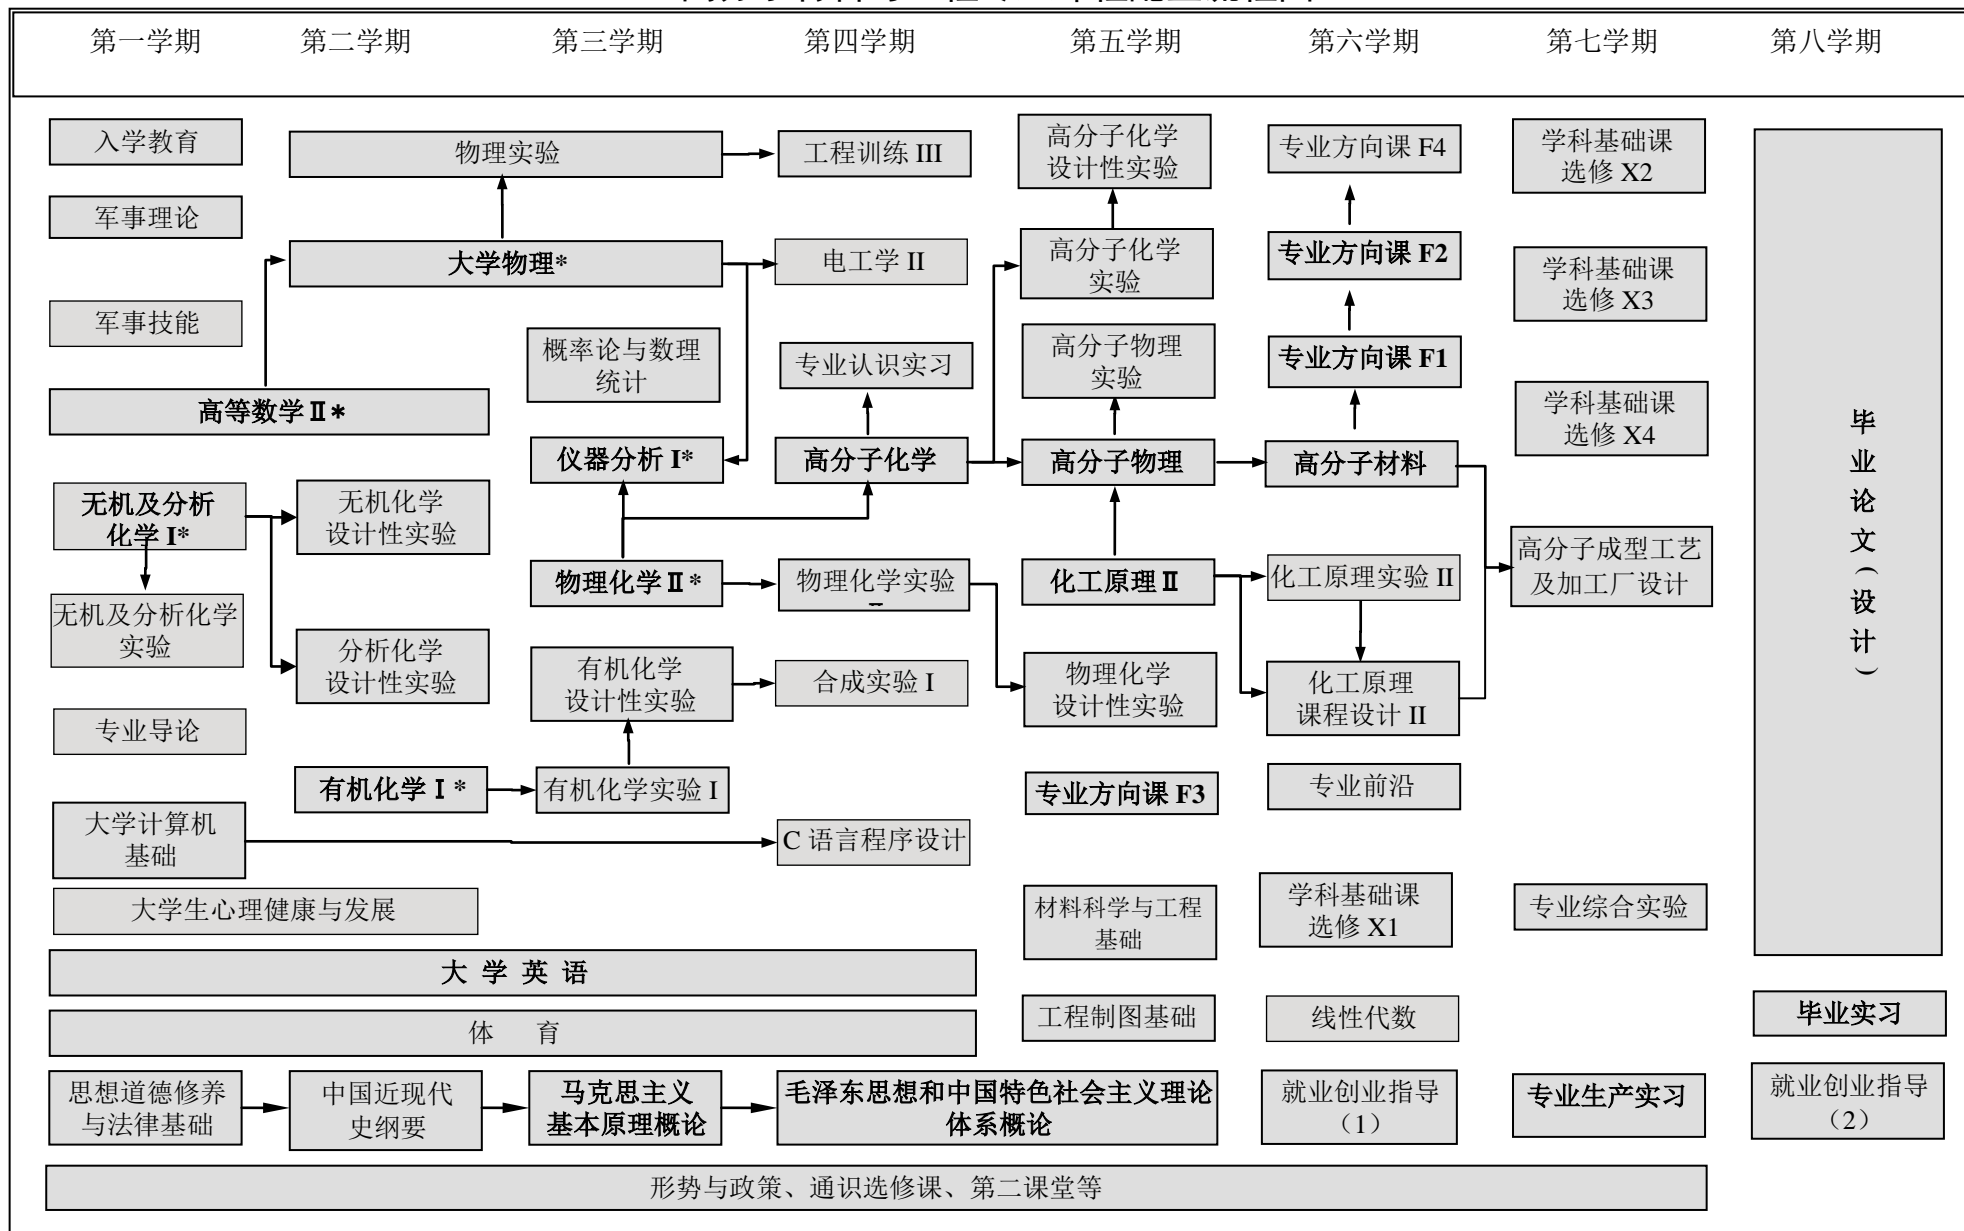 第一学期
第二学期
第三学期
第四学期
第五学期
第六学期
第七学期
第八学期
入学教育
军事理论
军事技能
高等数学Ⅱ*
无机及分析
化学 I*
无机及分析化学
实验
专业导论
大学计算机
基础
大学生心理健康与发展
大 学 英 语
体 育
思想道德修养
与法律基础
物理实验
大学物理*
无机化学
设计性实验
分析化学
设计性实验
有机化学Ⅰ*
中国近现代
史纲要
概率论与数理
统计
仪器分析 I*
物理化学Ⅱ*
有机化学
设计性实验
有机化学实验 I
马克思主义
基本原理概论
工程训练 III
电工学 II
专业认识实习
高分子化学
物理化学实验
合成实验 I
C 语言程序设计
毛泽东思想和中国特色社会主义理论
体系概论
高分子化学
设计性实验
高分子化学
实验
高分子物理
实验
高分子物理
化工原理Ⅱ
物理化学
设计性实验
专业方向课 F3
材料科学与工程
基础
工程制图基础
专业方向课 F4
专业方向课 F2
专业方向课 F1
高分子材料
化工原理实验 II
化工原理
课程设计 II
专业前沿
学科基础课
选修 X1
线性代数
就业创业指导
（1）
学科基础课
选修 X2
学科基础课
选修 X3
学科基础课
选修 X4
高分子成型工艺
及加工厂设计
专业综合实验
专业生产实习
毕业论文(设计)
毕业实习
就业创业指导
（2）
形势与政策、通识选修课、第二课堂等